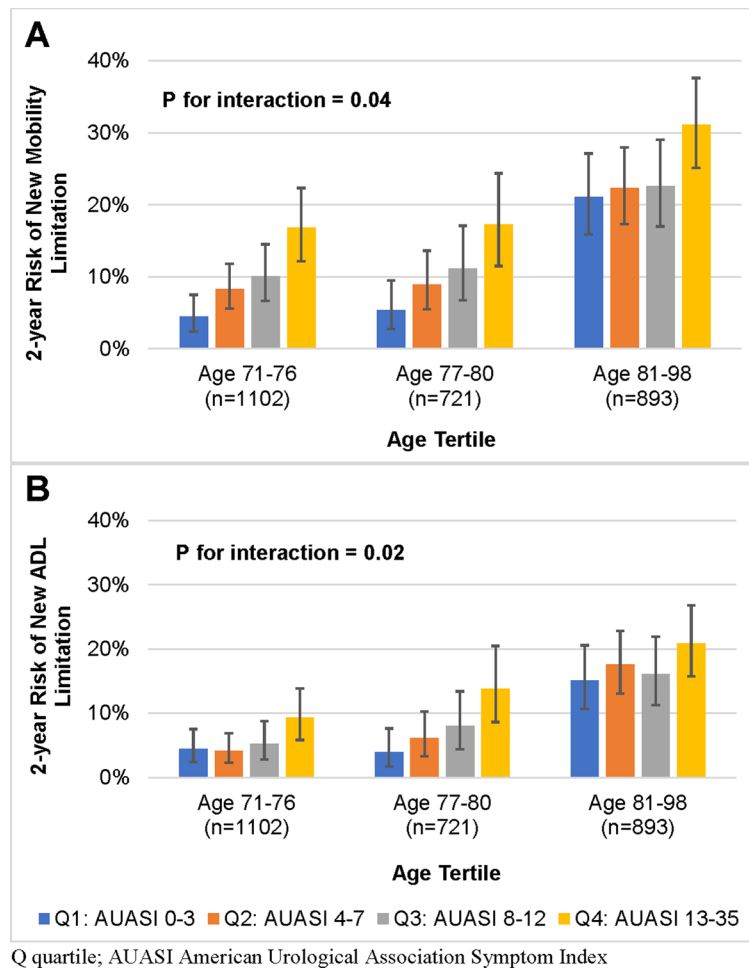 A
P for interaction = 0.04
2-year Risk of New Mobility
Limitation
40%
30%
20%
10%
0%
Age 71-76 Age 77-80 Age 81-98
(n=1102) (n=721) (n=893)
Age Tertile
B
P for interaction = 0.02
2-year Risk of New ADL
Limitation
40%
30%
20%
10%
0%
Age 71-76 Age 77-80 Age 81-98
(n=1102) (n=721) (n=893)
Age Tertile
Q1: AUASI 0-3 Q2: AUASI 4-7 Q3: AUASI 8-12 Q4: AUASI 13-35
Q quartile; AUASI American Urological Association Symptom Index